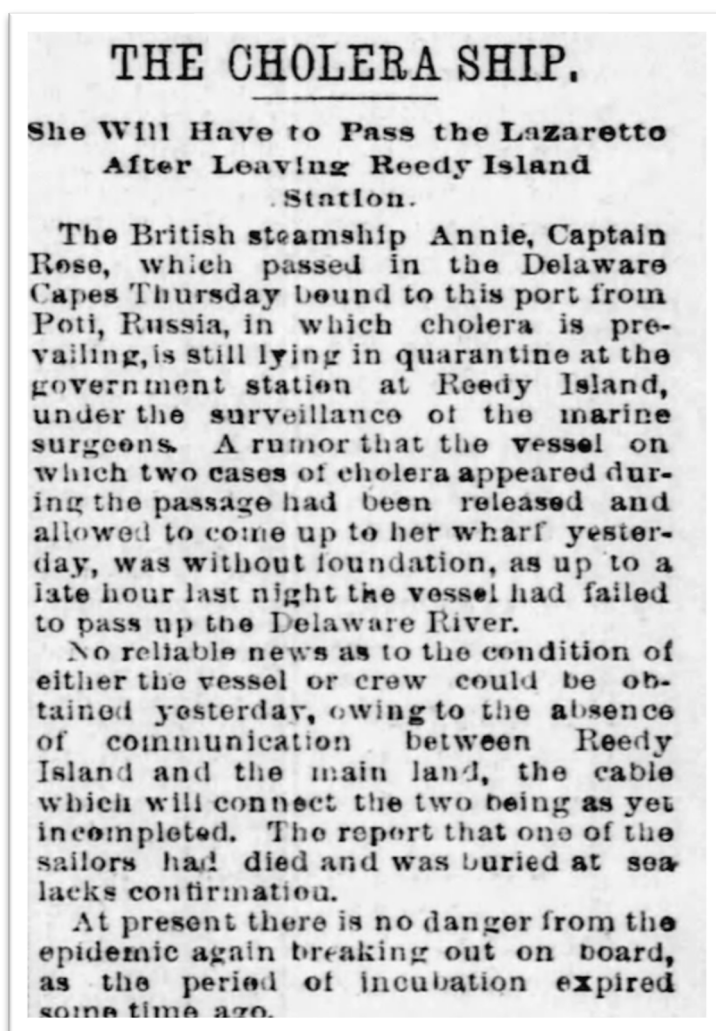 THE CHOLERA SHIP.
She Will Have to Pass the Lazaretto
After Leaving Reedy Island
Station.
The British steamship Annie, Captain
Rose, which passed in the Delaware
Capes Thursday bound to this port from
Poti, Russia, in which cholera is pre-
vailing, is still lying in quarantine at the
government station at Reedy Island,
under the surveillance of the marine
surgeons. A rumor that the vessel on
which two cases of cholera appeared dur-
ing the passage had been released and
allowed to come up to her wharf yester-
day, was without foundation, as up to a
late hour last night the vessel had failed
to pass up the Delaware River.
No reliable news as to the condition of
either the vessel or crew could be ob-
tained yesterday, owing to the absence
of communication between Reedy
Island and the main land, the cable
which will connect the two being as yet
incompleted. The report that one of the
sailors had died and was buried at sea
lacks confirmation.
At present there is no danger from the
epidemic again breaking out on board,
as the period of incubation expired
some time ago.